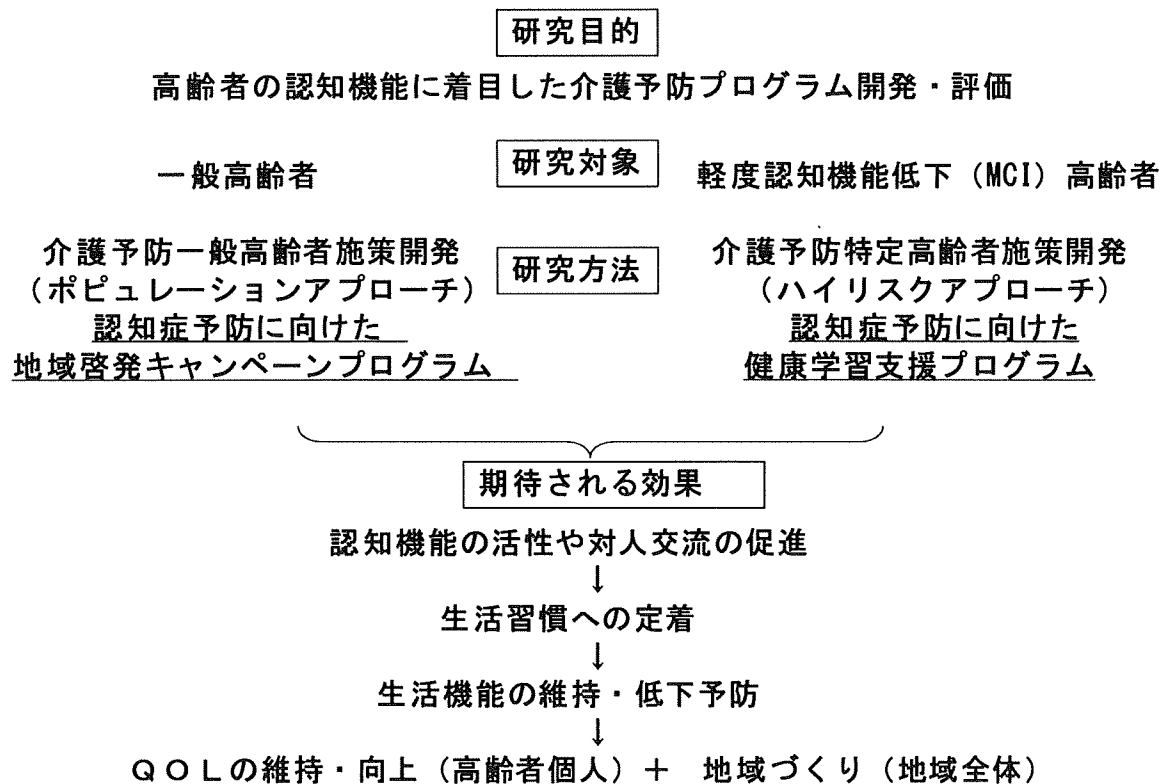 研究目的
高齢者の認知機能に着目した介護予防プログラム開発・評価
一般高齢者
研究対象
軽度認知機能低下（MCI）高齢者
介護予防一般高齢者施策開発
（ポピュレーションアプローチ）
認知症予防に向けた
地域啓発キャンペーンプログラム
研究方法
介護予防特定高齢者施策開発
（ハイリスクアプローチ）
認知症予防に向けた
健康学習支援プログラム
期待される効果
認知機能の活性や対人交流の促進
↓
生活習慣への定着
↓
生活機能の維持・低下予防
↓
ＱＯＬの維持・向上（高齢者個人）＋　地域づくり（地域全体）